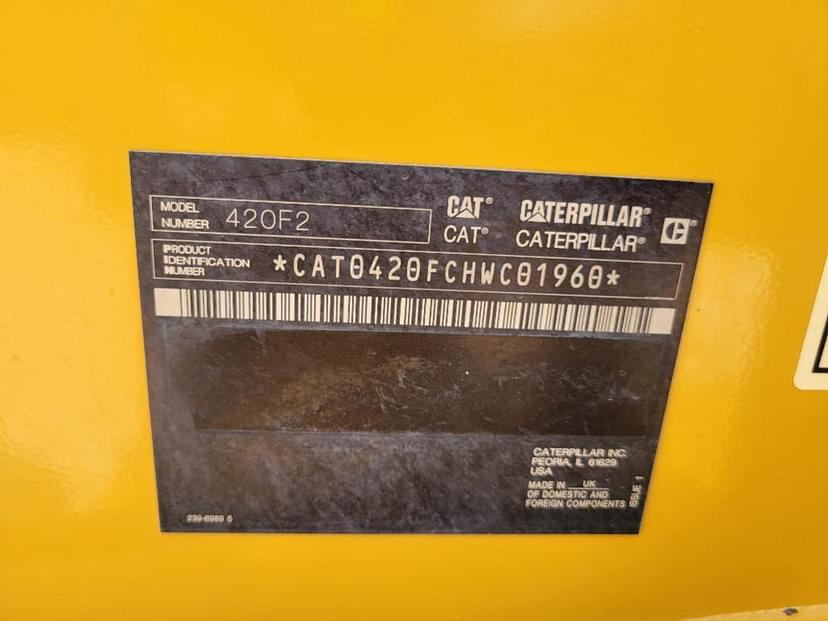 MODEL
NUMBER 420F2
CAT® CATERPILLAR®
CAT® CATERPILLAR®
PRODUCT
IDENTIFICATION
NUMBER
*CAT0420FCHWC01960*
CATERPILLAR INC.
PEORIA, IL 61629
USA
MADE IN UK
OF DOMESTIC AND
FOREIGN COMPONENTS
ISSUE 1
239-6989 5